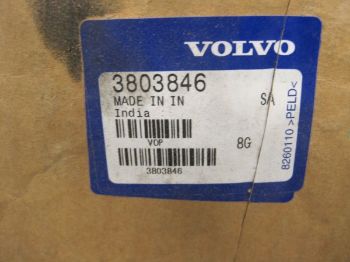 VOLVO
3803846
MADE IN IN
SA
India
VOP
8G
3803846
8260110 >PELD<